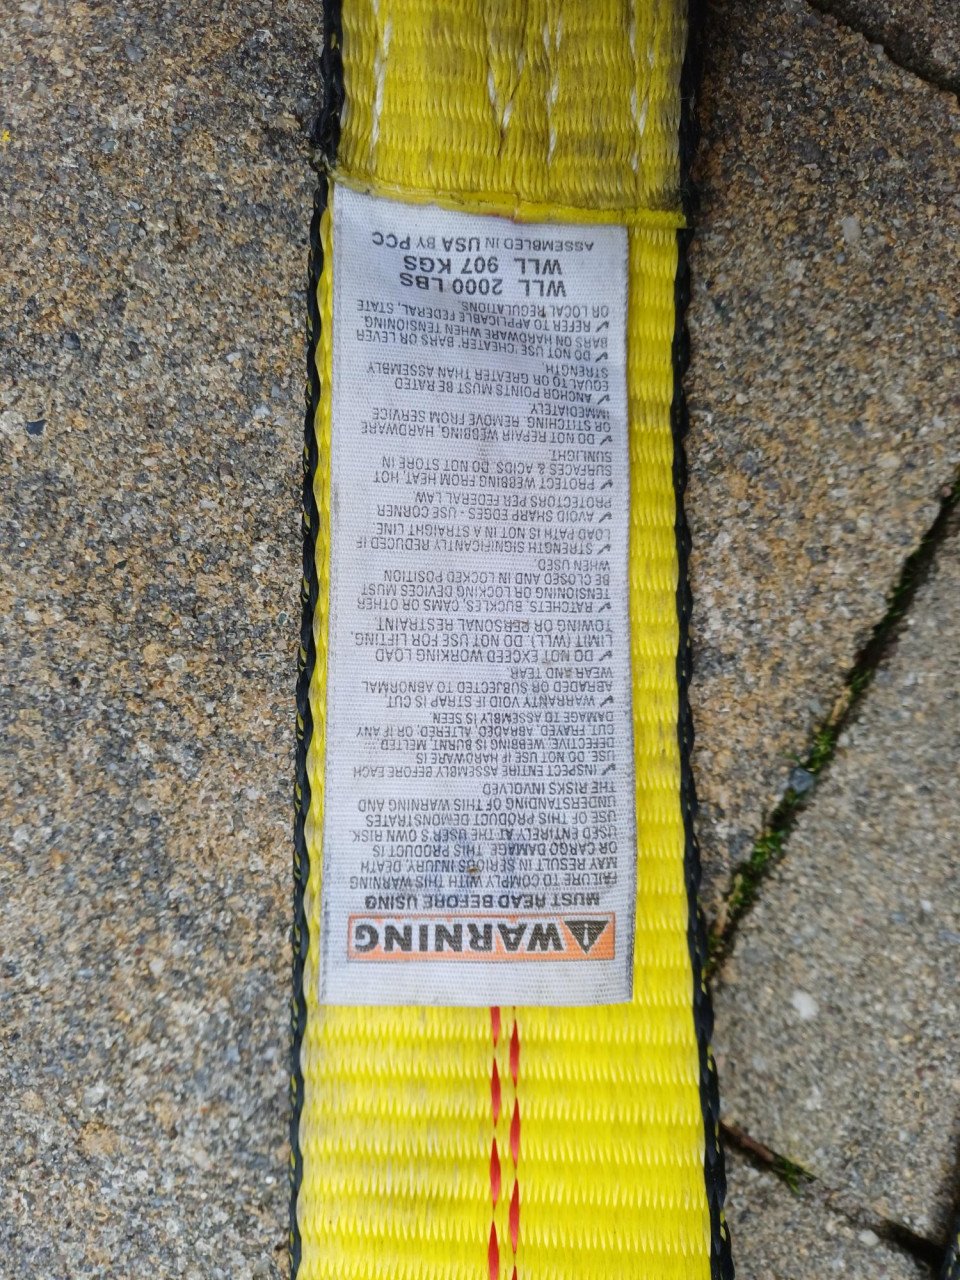 WARNING
MUST READ BEFORE USING
FAILURE TO COMPLY WITH THIS WARNING
MAY RESULT IN SERIOUS INJURY, DEATH,
OR CARGO DAMAGE. THIS PRODUCT IS
USED ENTIRELY AT THE USER'S OWN RISK.
USE OF THIS PRODUCT DEMONSTRATES
UNDERSTANDING OF THIS WARNING AND
THE RISKS INVOLVED
✔ INSPECT ENTIRE ASSEMBLY BEFORE EACH
USE. DO NOT USE IF HARDWARE IS
DEFECTIVE, WEBBING IS BURNT, MELTED,
CUT, FRAYED, ABRADED, ALTERED; OR IF ANY
DAMAGE TO ASSEMBLY IS SEEN
✔ WARRANTY VOID IF STRAP IS CUT,
ABRADED OR SUBJECTED TO ABNORMAL
WEAR AND TEAR
✔ DO NOT EXCEED WORKING LOAD
LIMIT (WLL). DO NOT USE FOR LIFTING,
TOWING OR PERSONAL RESTRAINT.
✔ RATCHETS, BUCKLES, CAMS OR OTHER
TENSIONING OR LOCKING DEVICES MUST
BE CLOSED AND IN LOCKED POSITION
WHEN USED.
✔ STRENGTH SIGNIFICANTLY REDUCED IF
LOAD PATH IS NOT IN A STRAIGHT LINE.
✔ AVOID SHARP EDGES - USE CORNER
PROTECTORS PER FEDERAL LAW
✔ PROTECT WEBBING FROM HEAT, HOT
SURFACES & ACIDS. DO NOT STORE IN
SUNLIGHT.
✔ DO NOT REPAIR WEBBING, HARDWARE
OR STITCHING. REMOVE FROM SERVICE
IMMEDIATELY
✔ ANCHOR POINTS MUST BE RATED
EQUAL TO OR GREATER THAN ASSEMBLY
STRENGTH
✔ DO NOT USE 'CHEATER' BARS OR LEVER
BARS ON HARDWARE WHEN TENSIONING.
✔ REFER TO APPLICABLE FEDERAL, STATE
OR LOCAL REGULATIONS
WLL 2000 LBS
WLL 907 KGS
ASSEMBLED IN USA BY PCC